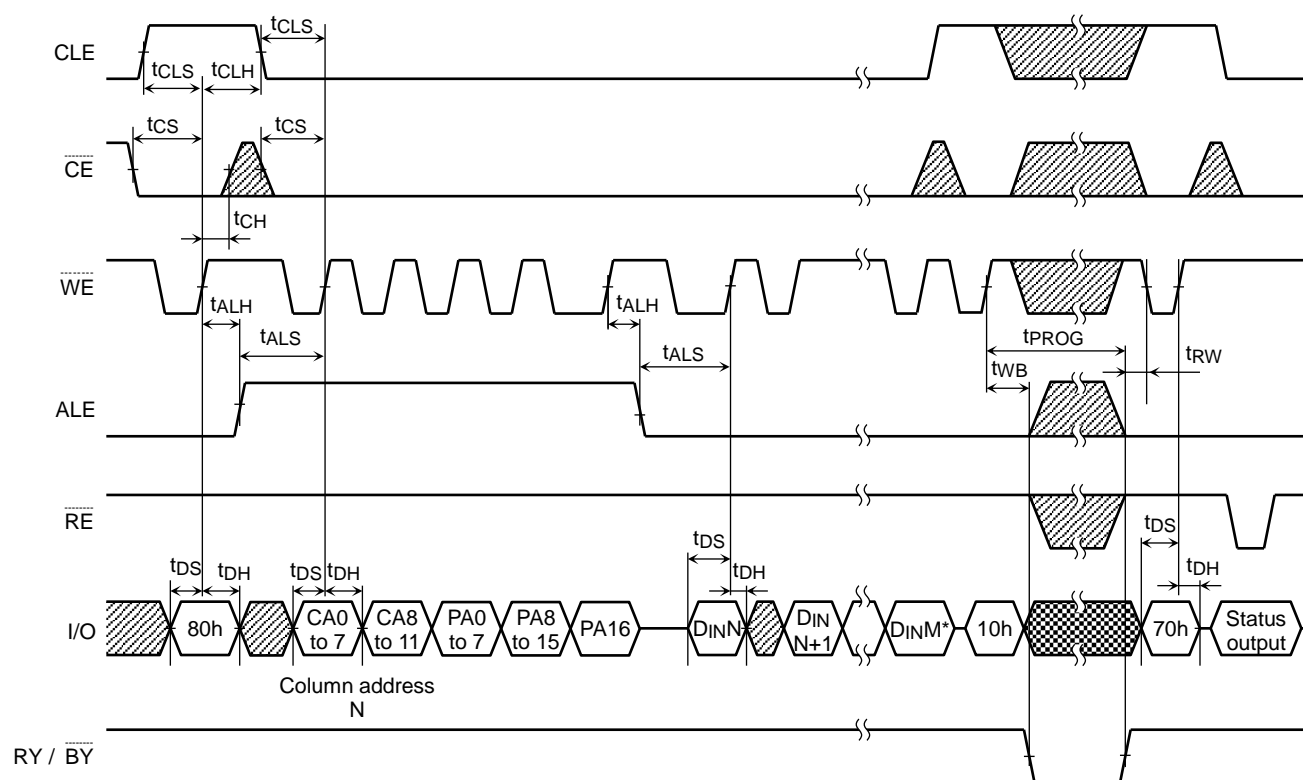 tCLS
CLE
tCLS
tCLH
tCS
tCS
CE
tCH
WE
tALH
tALH
tALS
tALS
tPROG
tRW
tWB
ALE
RE
tDS
tDS
tDS
tDH
tDS
tDH
tDH
tDH
I/O
80h
CA0 to 7
CA8 to 11
PA0 to 7
PA8 to 15
PA16
DINN
DIN N+1
DINM*
10h
70h
Status output
Column address
N
RY / BY